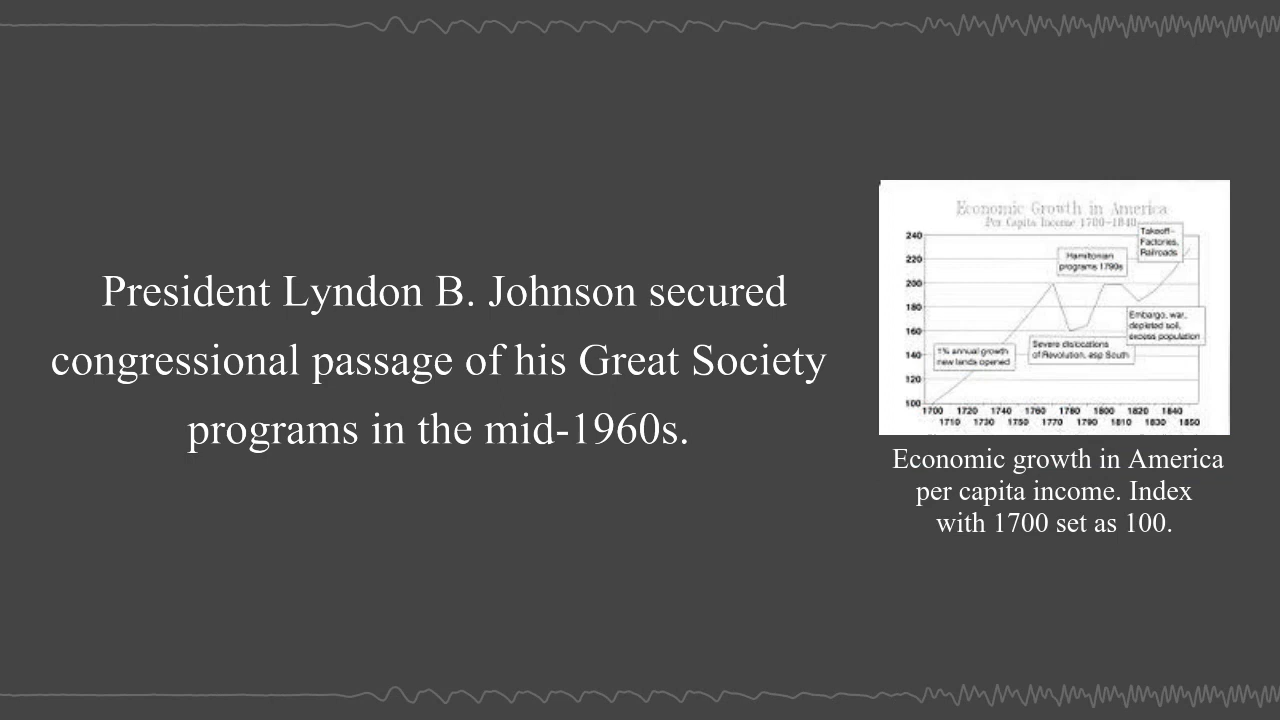 President Lyndon B. Johnson secured
congressional passage of his Great Society
programs in the mid-1960s.
Economic Growth in America
Per Capita Income 1700-1840
240
220
200
180
160
140
120
100
Takeoff-
Factories,
Railroads
Hamiltonian
programs 1790s
Embargo, war,
depleted soil,
excess population
1% annual growth
new lands opened
Severe dislocations
of Revolution, esp South
1700 1720 1740 1760 1780 1800 1820 1840
1710 1730 1750 1770 1790 1810 1830 1850
Economic growth in America
per capita income. Index
with 1700 set as 100.